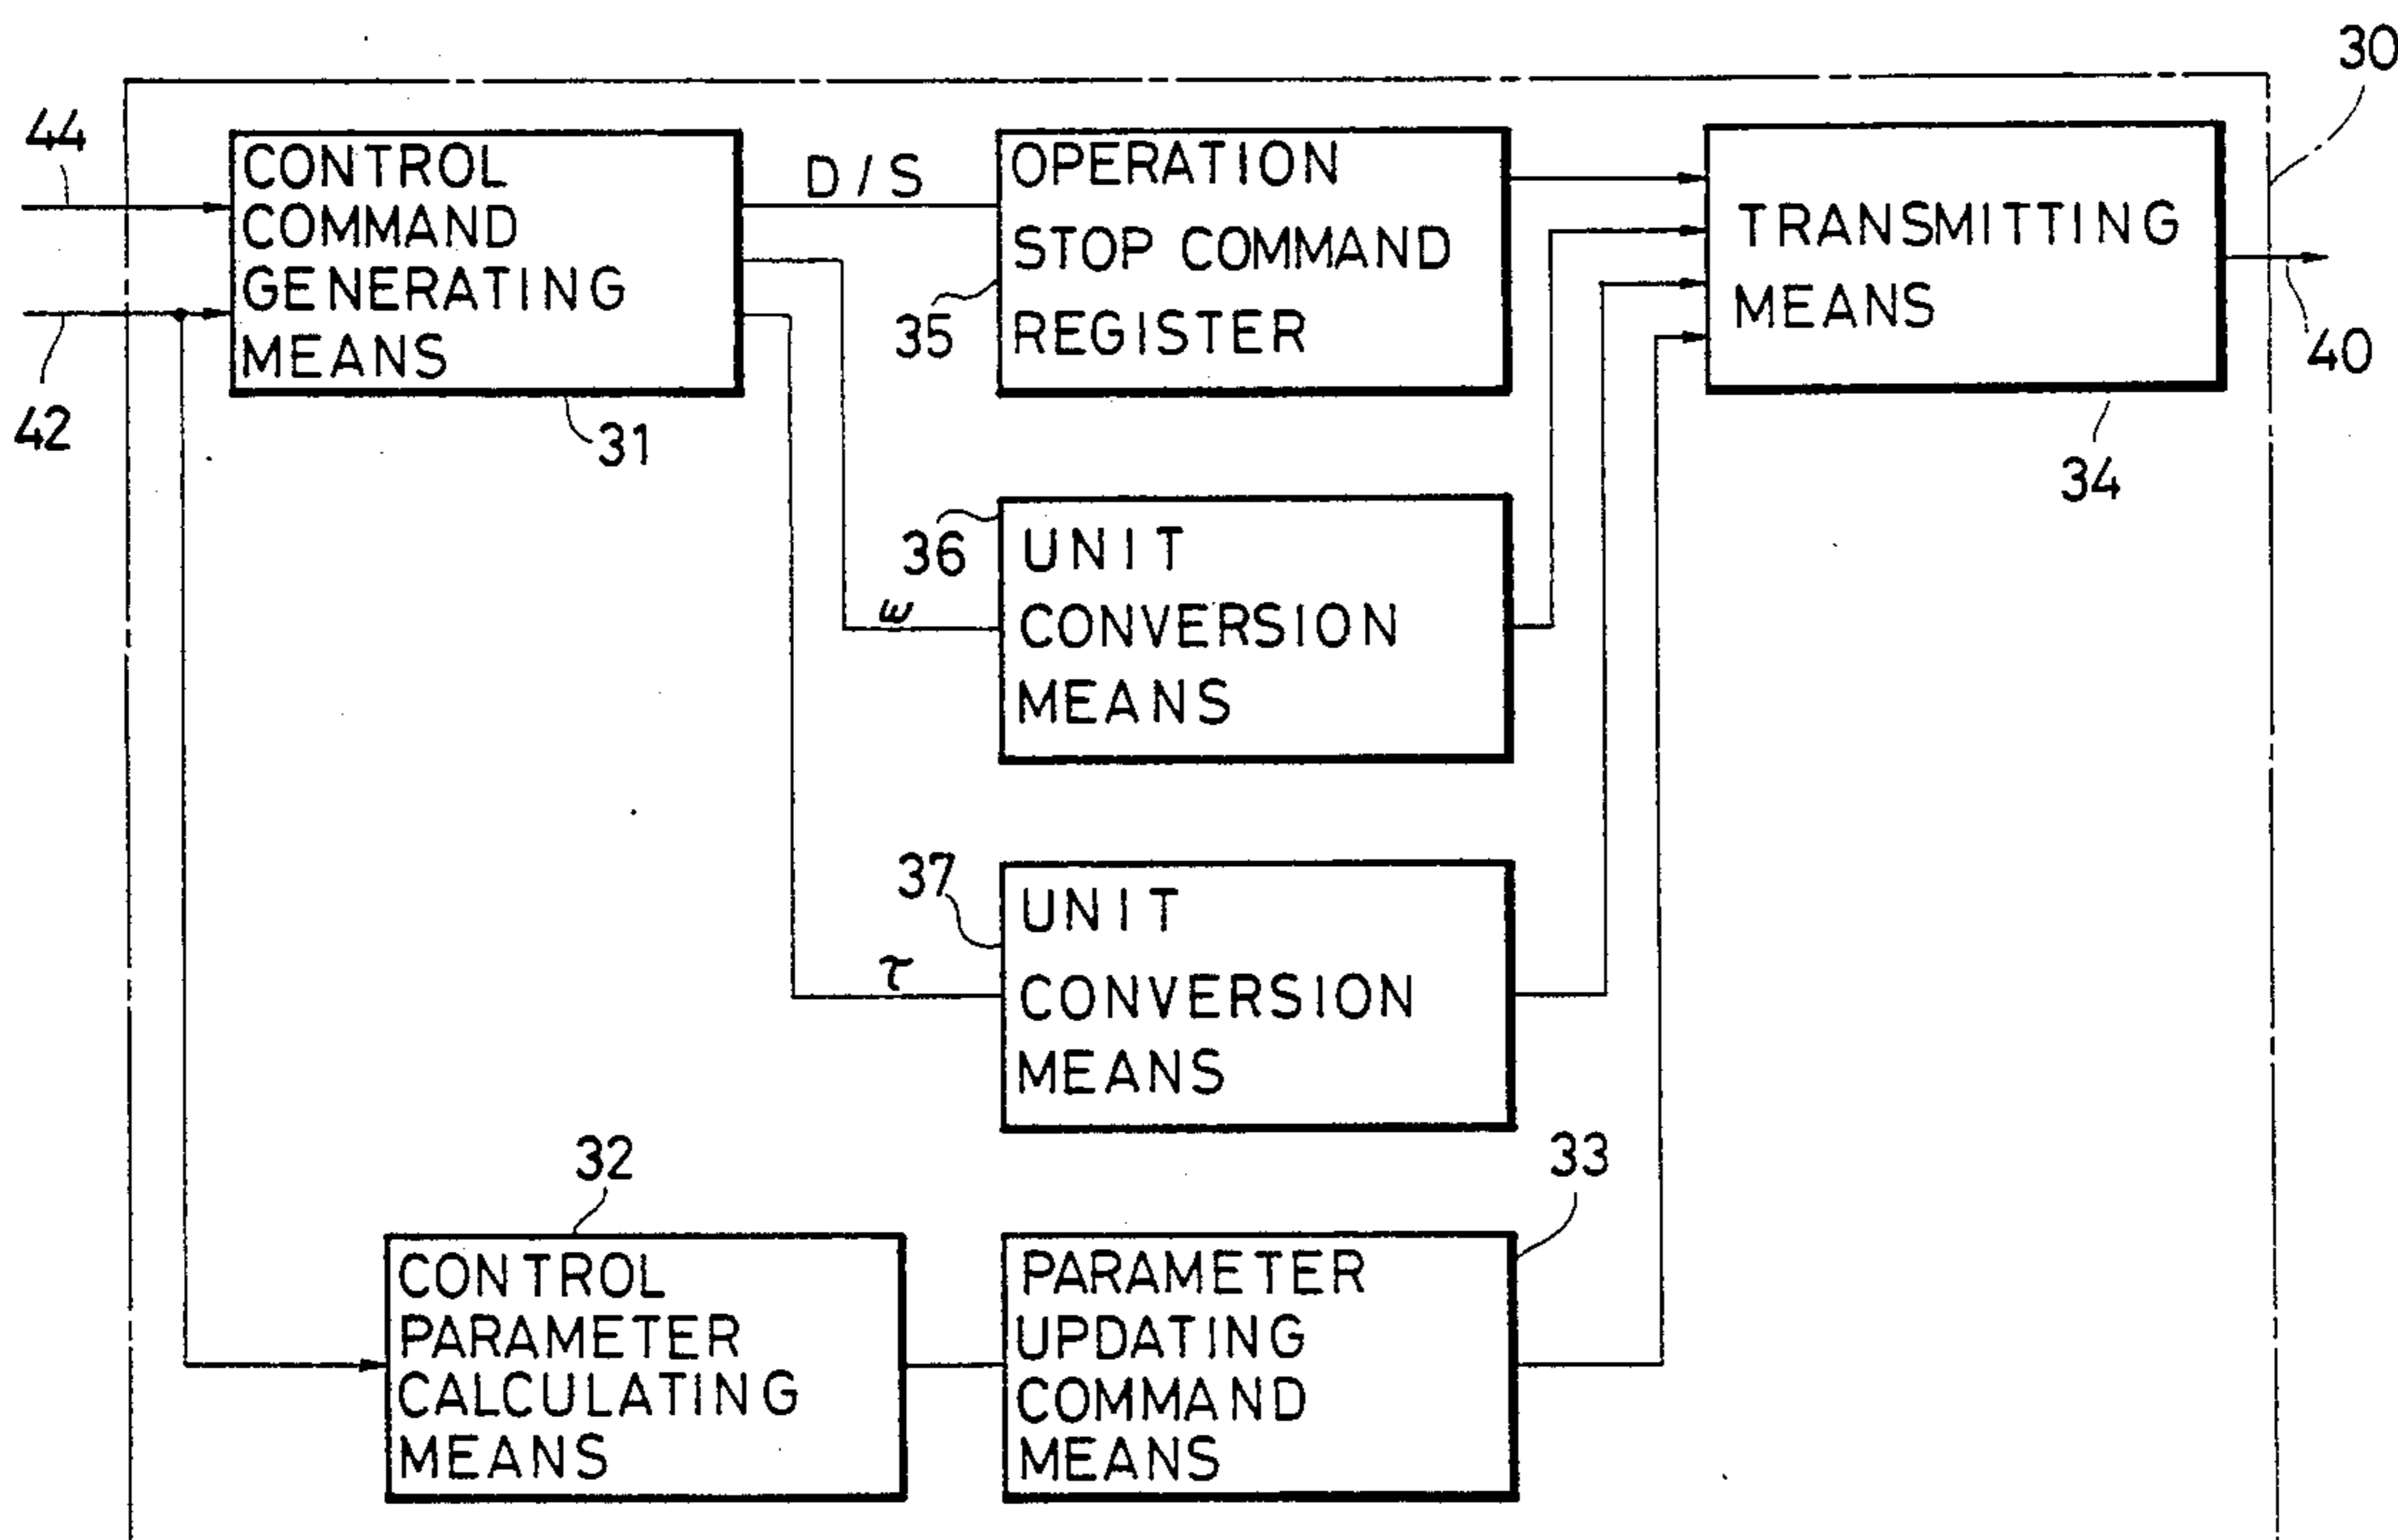 30
44
CONTROL
COMMAND
GENERATING
MEANS
D/S
OPERATION
STOP COMMAND
REGISTER
TRANSMITTING
MEANS
42
31
35
40
34
36
UNIT
CONVERSION
MEANS
ε
37
UNIT
CONVERSION
MEANS
τ
32
33
CONTROL
PARAMETER
CALCULATING
MEANS
PARAMETER
UPDATING
COMMAND
MEANS